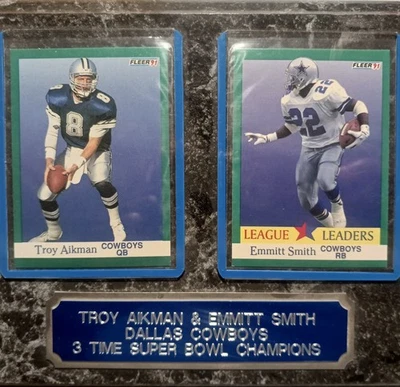 FLEER 91
8
Troy Aikman COWBOYS
QB
FLEER 91
22
LEAGUE LEADERS
Emmitt Smith COWBOYS
RB
TROY AIKMAN & EMMITT SMITH
DALLAS COWBOYS
3 TIME SUPER BOWL CHAMPIONS